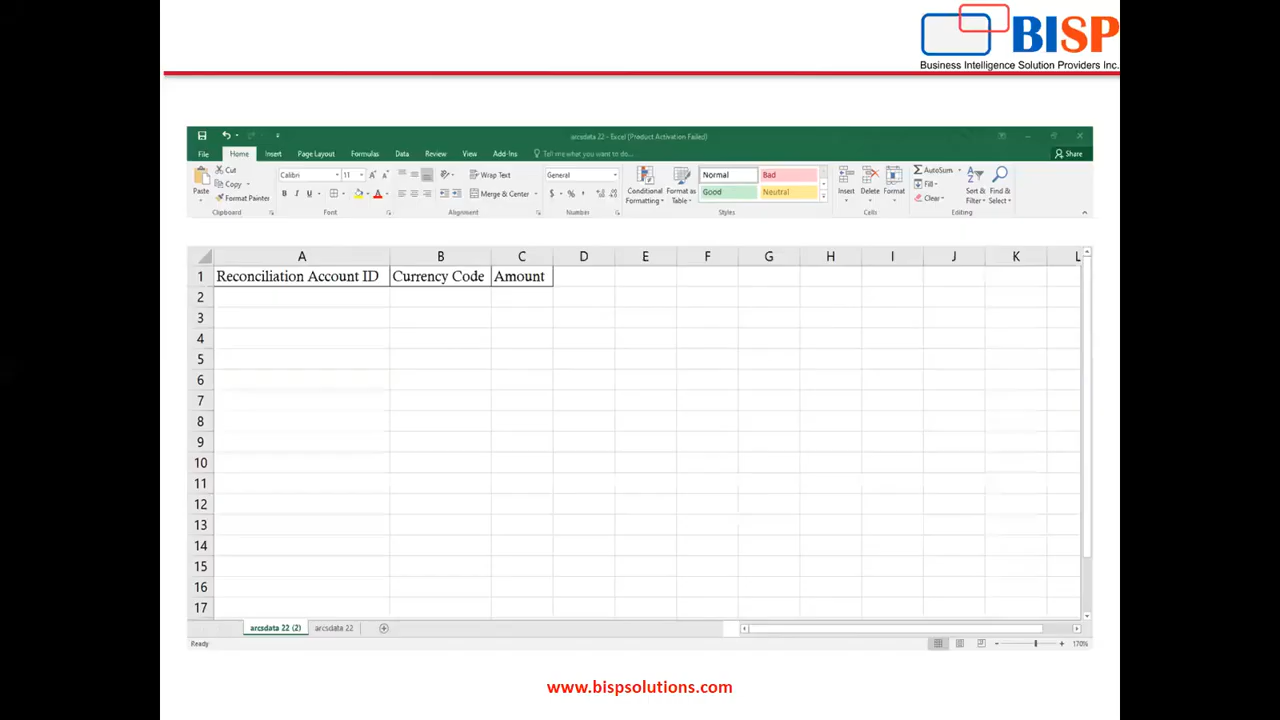 BISP
Business Intelligence Solution Providers Inc.
arcsdata 22 - Excel (Product Activation Failed)
File Home Insert Page Layout Formulas Data Review View Add-Ins Tell me what you want to do... Share
Cut
Copy
Format Painter
Paste
Clipboard
Calibri 11
B I U A
Font
Wrap Text
Merge & Center
Alignment
General
$ % ,
Number
Conditional Formatting
Format as Table
Normal Bad
Good Neutral
Styles
Insert Delete Format
Cells
AutoSum
Fill
Clear
Sort & Filter
Find & Select
Editing
A B C D E F G H I J K L
1 Reconciliation Account ID Currency Code Amount
2
3
4
5
6
7
8
9
10
11
12
13
14
15
16
17
arcsdata 22 (2) arcsdata 22
Ready 170%
www.bispsolutions.com